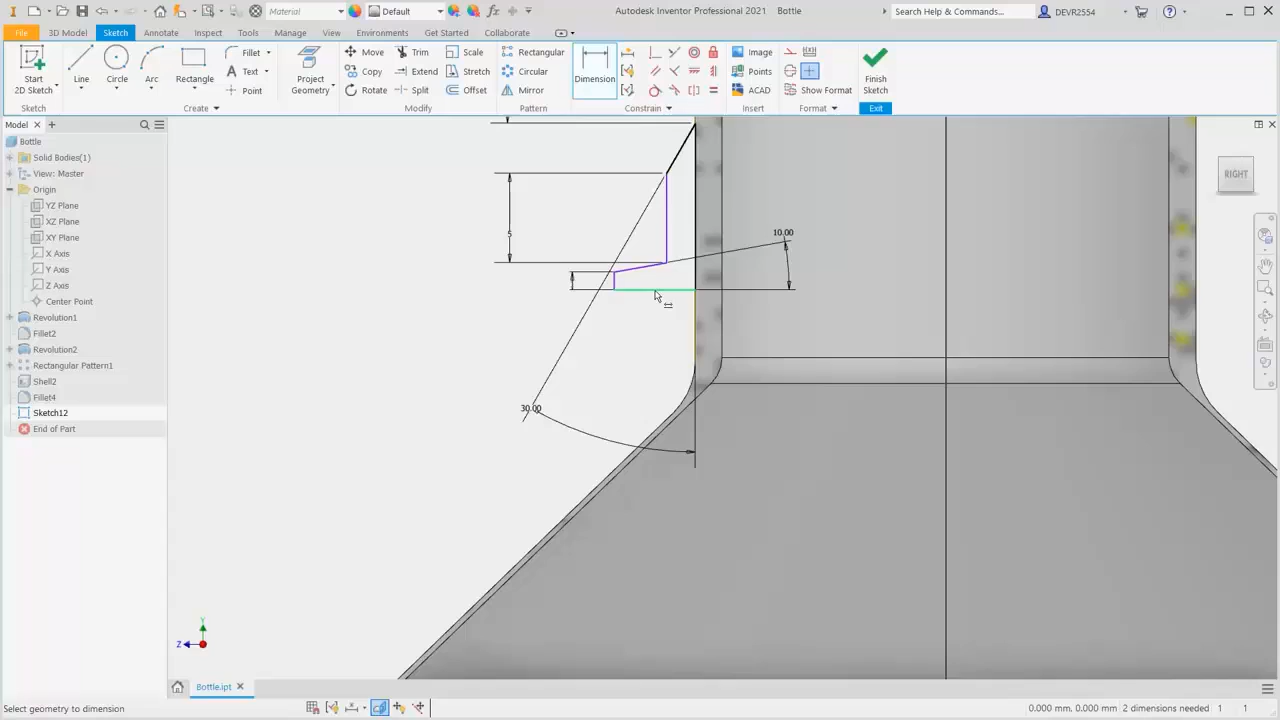 Material
Default
Autodesk Inventor Professional 2021 Bottle
Search Help & Commands...
DEVR2554
File
3D Model
Sketch
Annotate
Inspect
Tools
Manage
View
Environments
Get Started
Collaborate
Start
2D Sketch
Line
Circle
Arc
Rectangle
Fillet
Text
Point
Project
Geometry
Move
Copy
Rotate
Trim
Extend
Split
Scale
Stretch
Offset
Rectangular
Circular
Mirror
Dimension
Image
Points
ACAD
Show Format
Finish
Sketch
Sketch
Create
Modify
Pattern
Constrain
Insert
Format
Exit
Model
Bottle
Solid Bodies(1)
View: Master
Origin
YZ Plane
XZ Plane
XY Plane
X Axis
Y Axis
Z Axis
Center Point
Revolution1
Fillet2
Revolution2
Rectangular Pattern1
Shell2
Fillet4
Sketch12
End of Part
RIGHT
10.00
5
30.00
Y
Z
Bottle.ipt
Select geometry to dimension
0.000 mm, 0.000 mm
2 dimensions needed
1
1